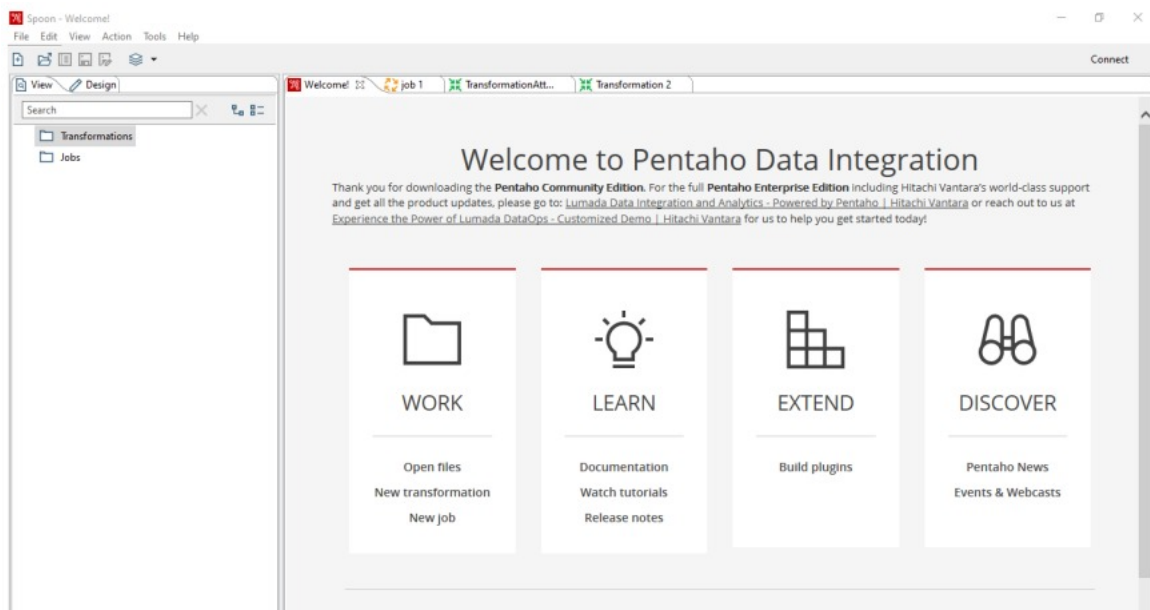 Spoon - Welcome!
File Edit View Action Tools Help
Connect
View Design
Welcome! job 1 TransformationAtt... Transformation 2
Search
Transformations
Jobs
Welcome to Pentaho Data Integration
Thank you for downloading the Pentaho Community Edition. For the full Pentaho Enterprise Edition including Hitachi Vantara's world-class support
and get all the product updates, please go to: Lumada Data Integration and Analytics - Powered by Pentaho | Hitachi Vantara or reach out to us at
Experience the Power of Lumada DataOps - Customized Demo | Hitachi Vantara for us to help you get started today!
WORK
Open files
New transformation
New job
LEARN
Documentation
Watch tutorials
Release notes
EXTEND
Build plugins
DISCOVER
Pentaho News
Events & Webcasts